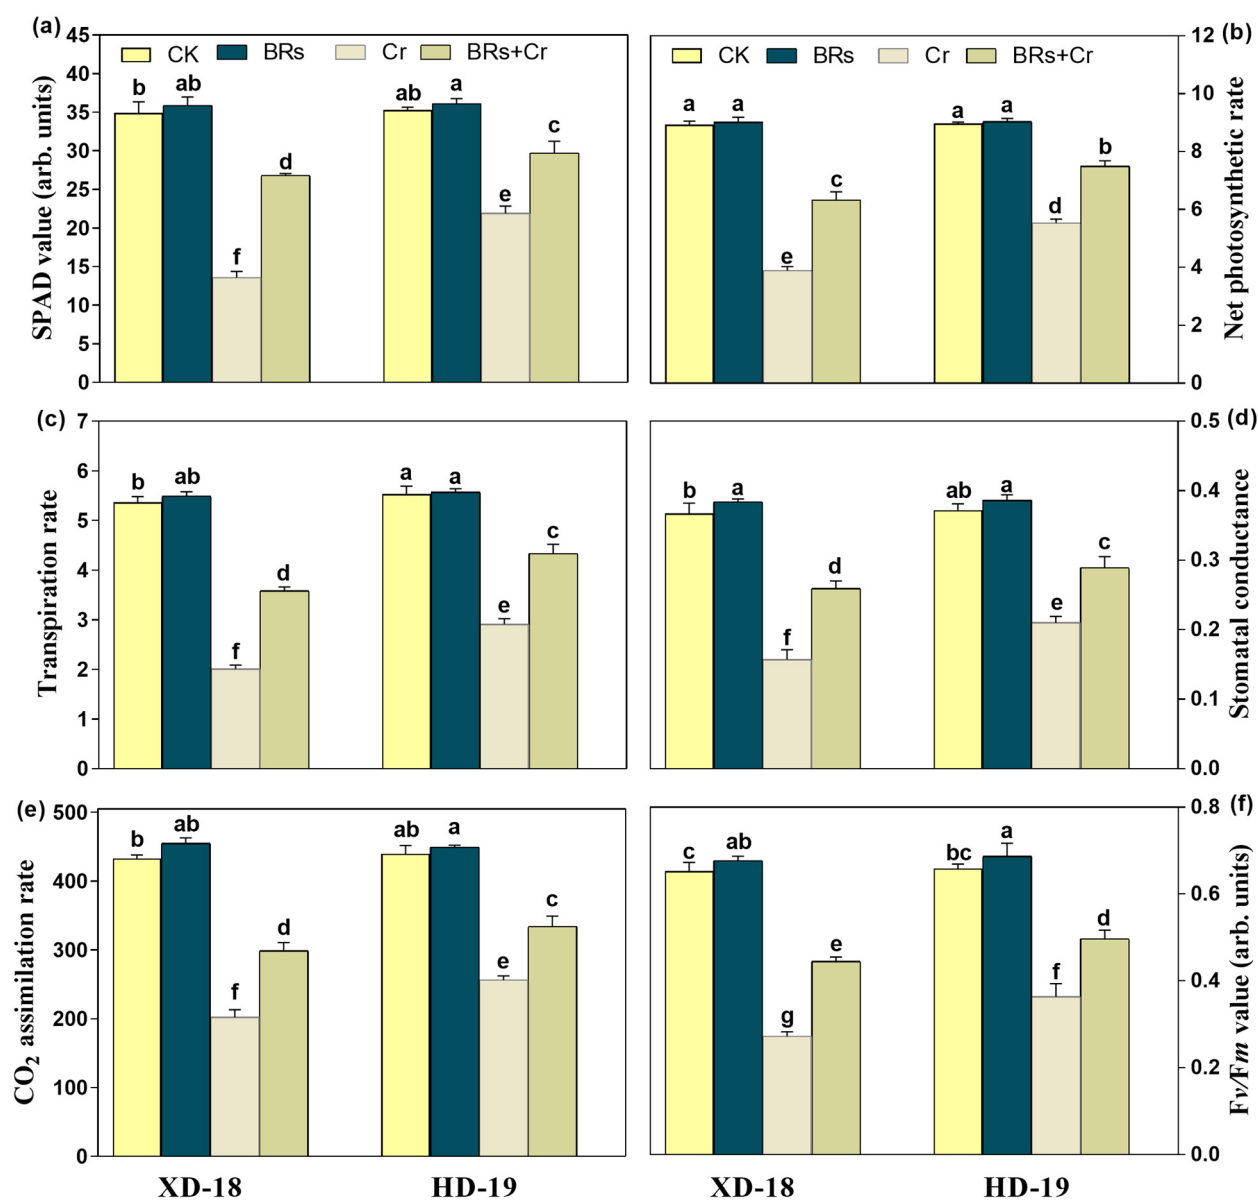 (a)
SPAD value (arb. units)
45
40
35
30
25
20
15
10
5
0
CK BRs Cr BRs+Cr
b ab f d ab a e c
(b)
Net photosynthetic rate
12
10
8
6
4
2
0
CK BRs Cr BRs+Cr
a a e c a a d b
(c)
Transpiration rate
7
6
5
4
3
2
1
0
b ab f d a a e c
(d)
Stomatal conductance
0.5
0.4
0.3
0.2
0.1
0.0
b a f d ab a e c
(e)
CO₂ assimilation rate
500
400
300
200
100
0
b ab f d ab a e c
XD-18 HD-19
(f)
Fv/Fm value (arb. units)
0.8
0.6
0.4
0.2
0.0
c ab g e bc a f d
XD-18 HD-19